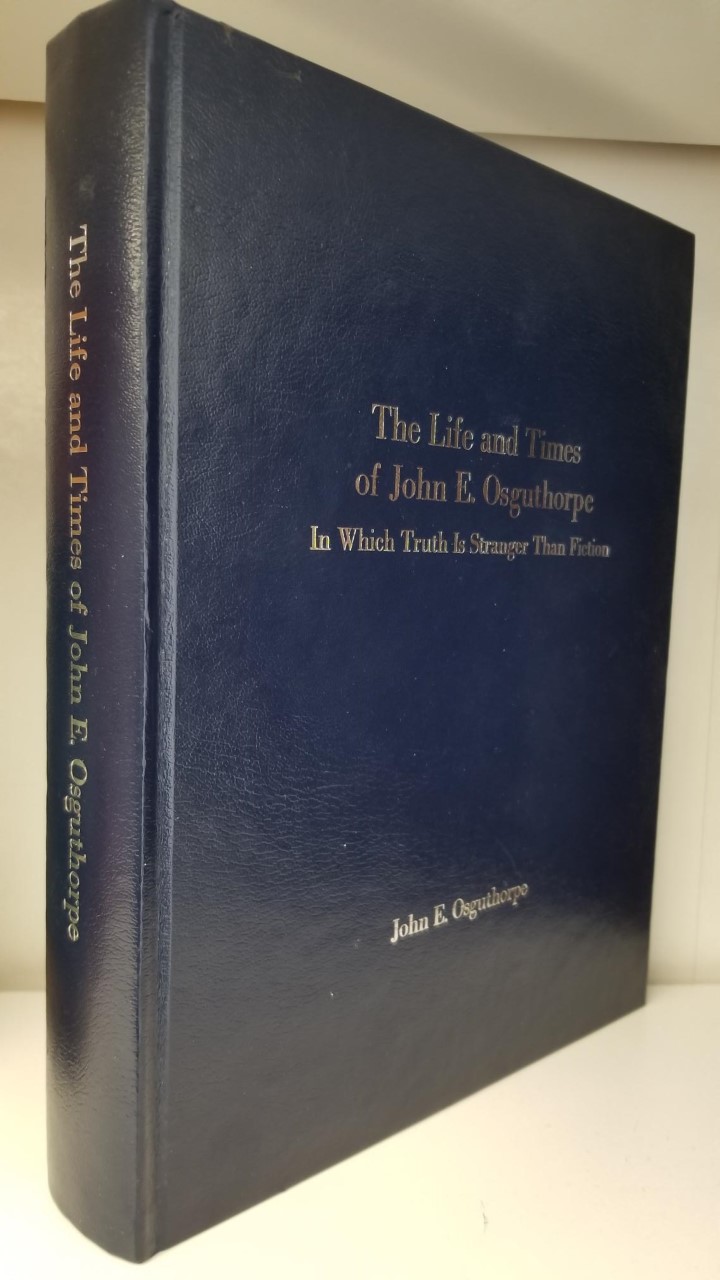 The Life and Times of John E. Osguthorpe
The Life and Times
of John E. Osguthorpe
In Which Truth Is Stranger Than Fiction
John E. Osguthorpe